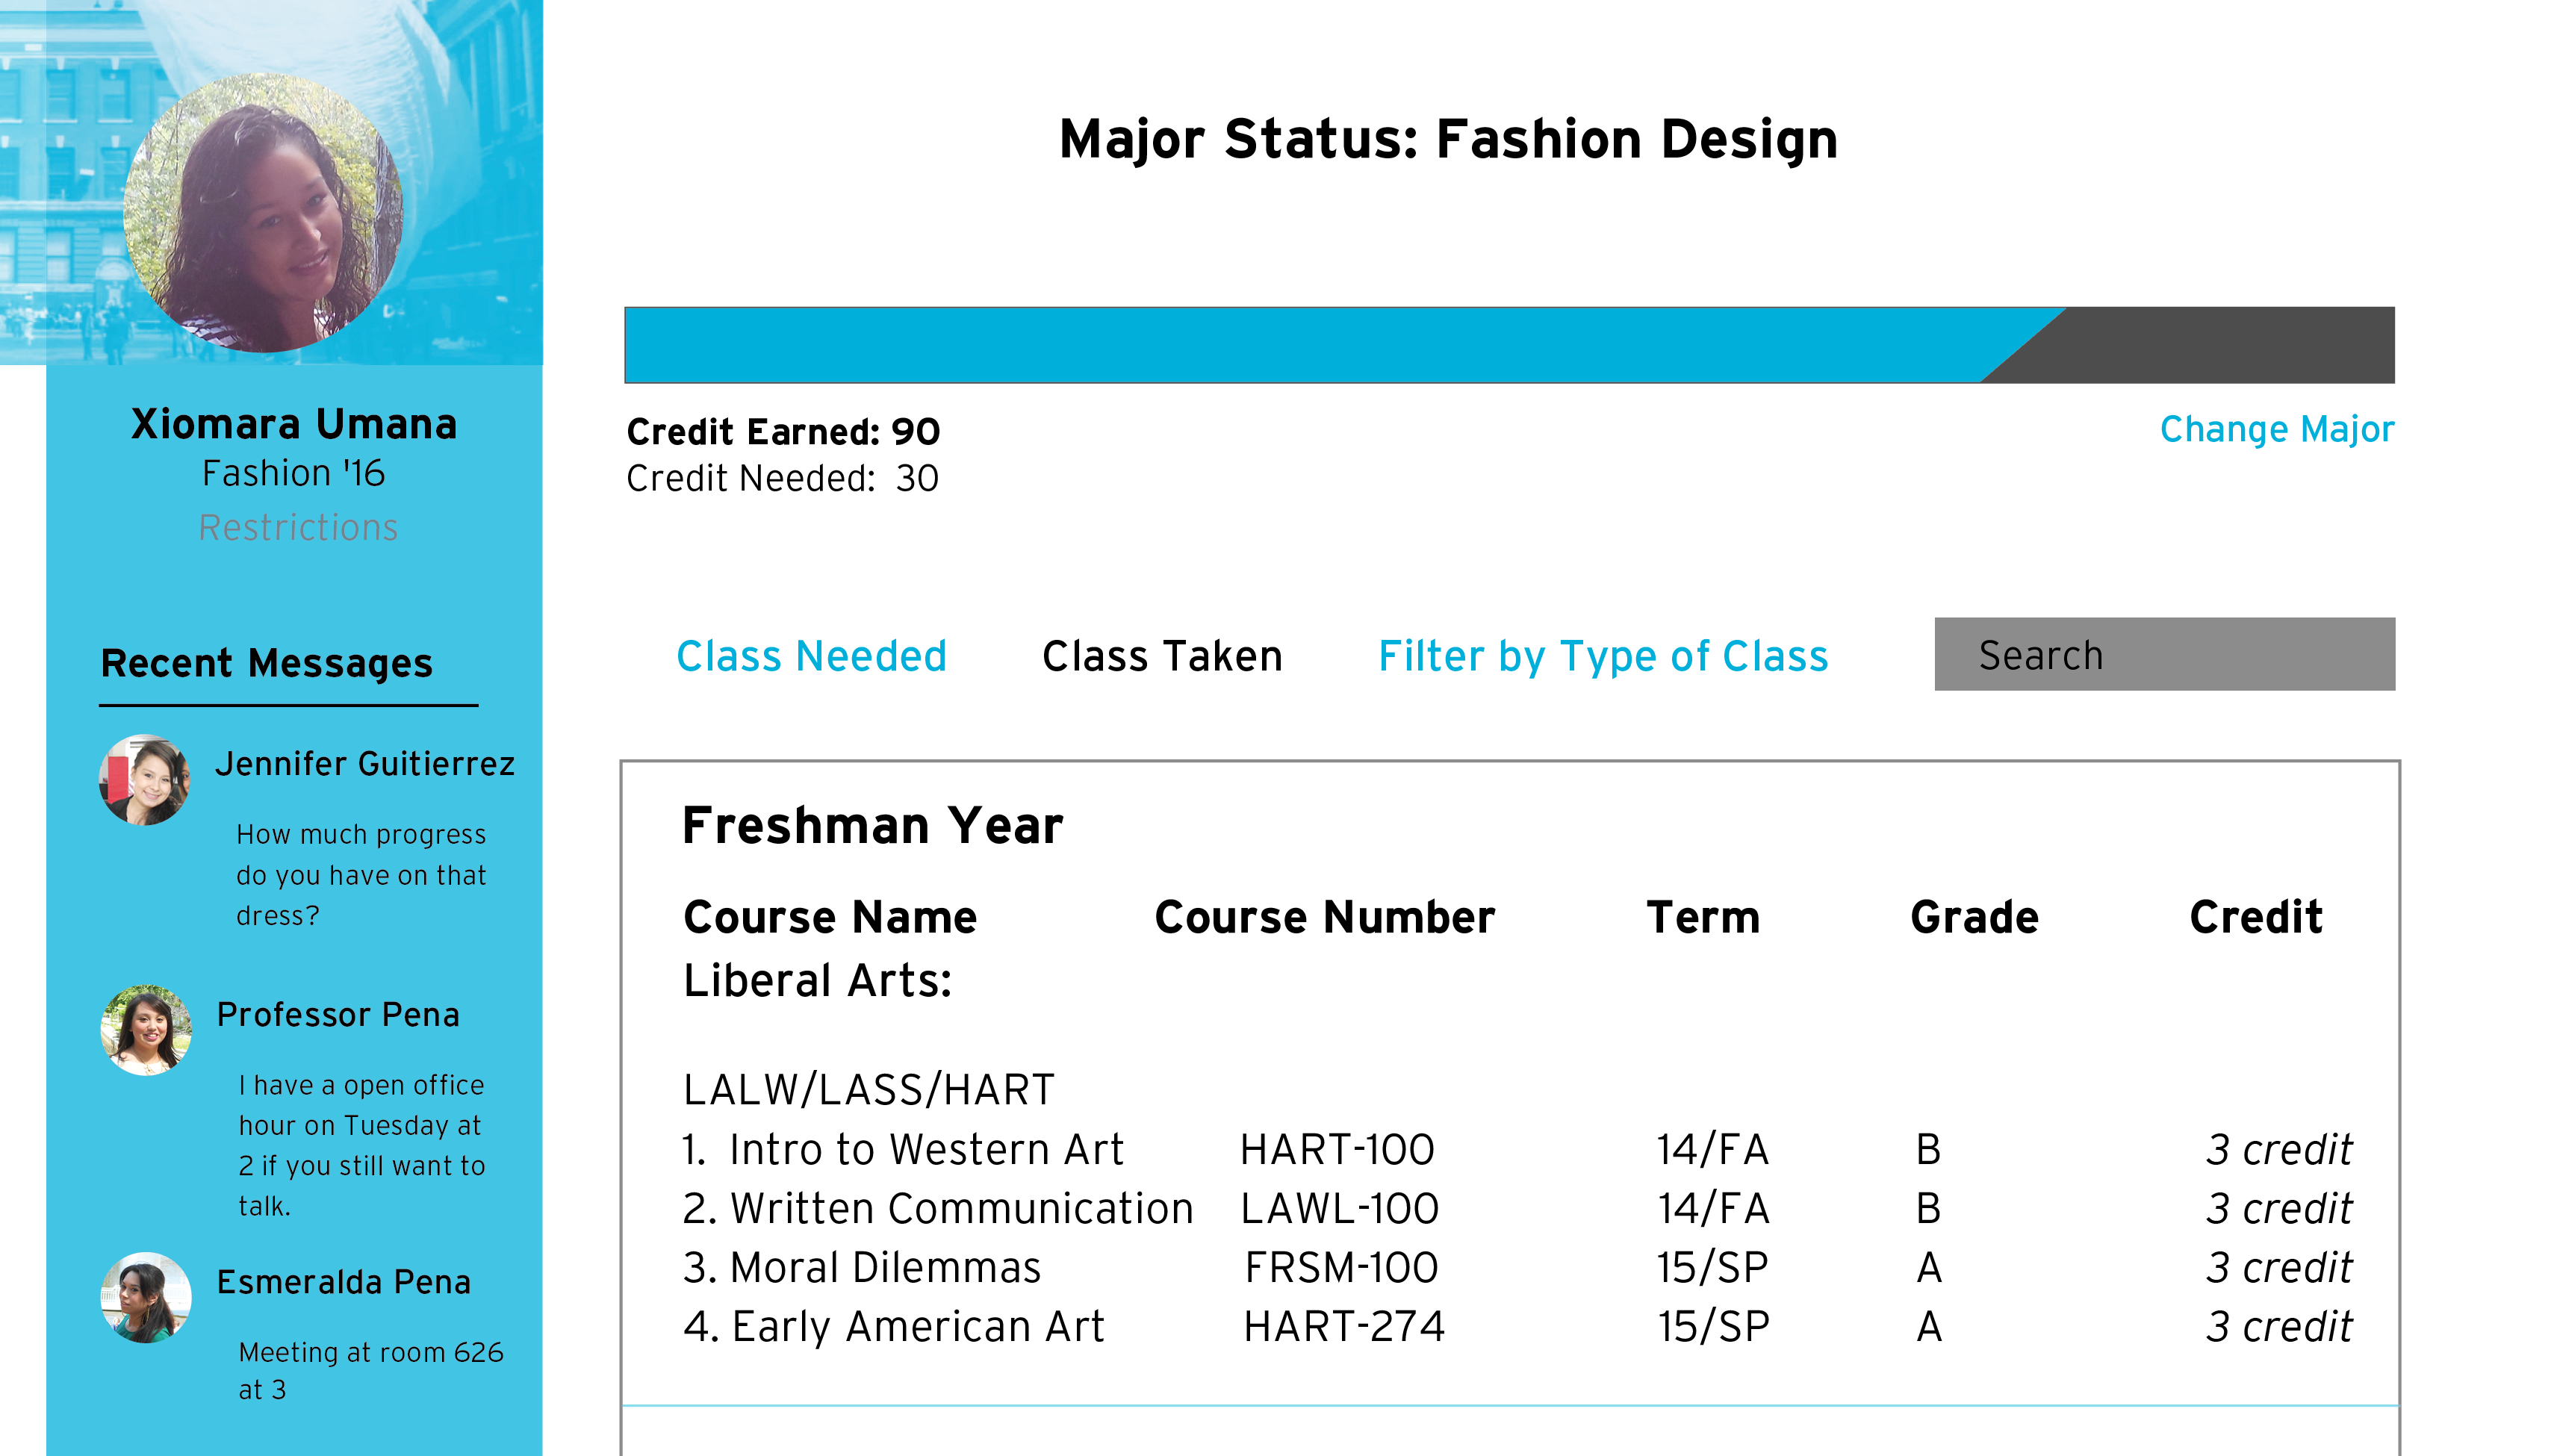 Xiomara Umana
Fashion '16
Restrictions
Recent Messages
Jennifer Guitierrez
How much progress
do you have on that
dress?
Professor Pena
I have a open office
hour on Tuesday at
2 if you still want to
talk.
Esmeralda Pena
Meeting at room 626
at 3
Major Status: Fashion Design
Credit Earned: 90
Credit Needed: 30
Change Major
Class Needed Class Taken Filter by Type of Class Search
Freshman Year
Course Name Course Number Term Grade Credit
Liberal Arts:
LALW/LASS/HART
1. Intro to Western Art HART-100 14/FA B 3 credit
2. Written Communication LAWL-100 14/FA B 3 credit
3. Moral Dilemmas FRSM-100 15/SP A 3 credit
4. Early American Art HART-274 15/SP A 3 credit